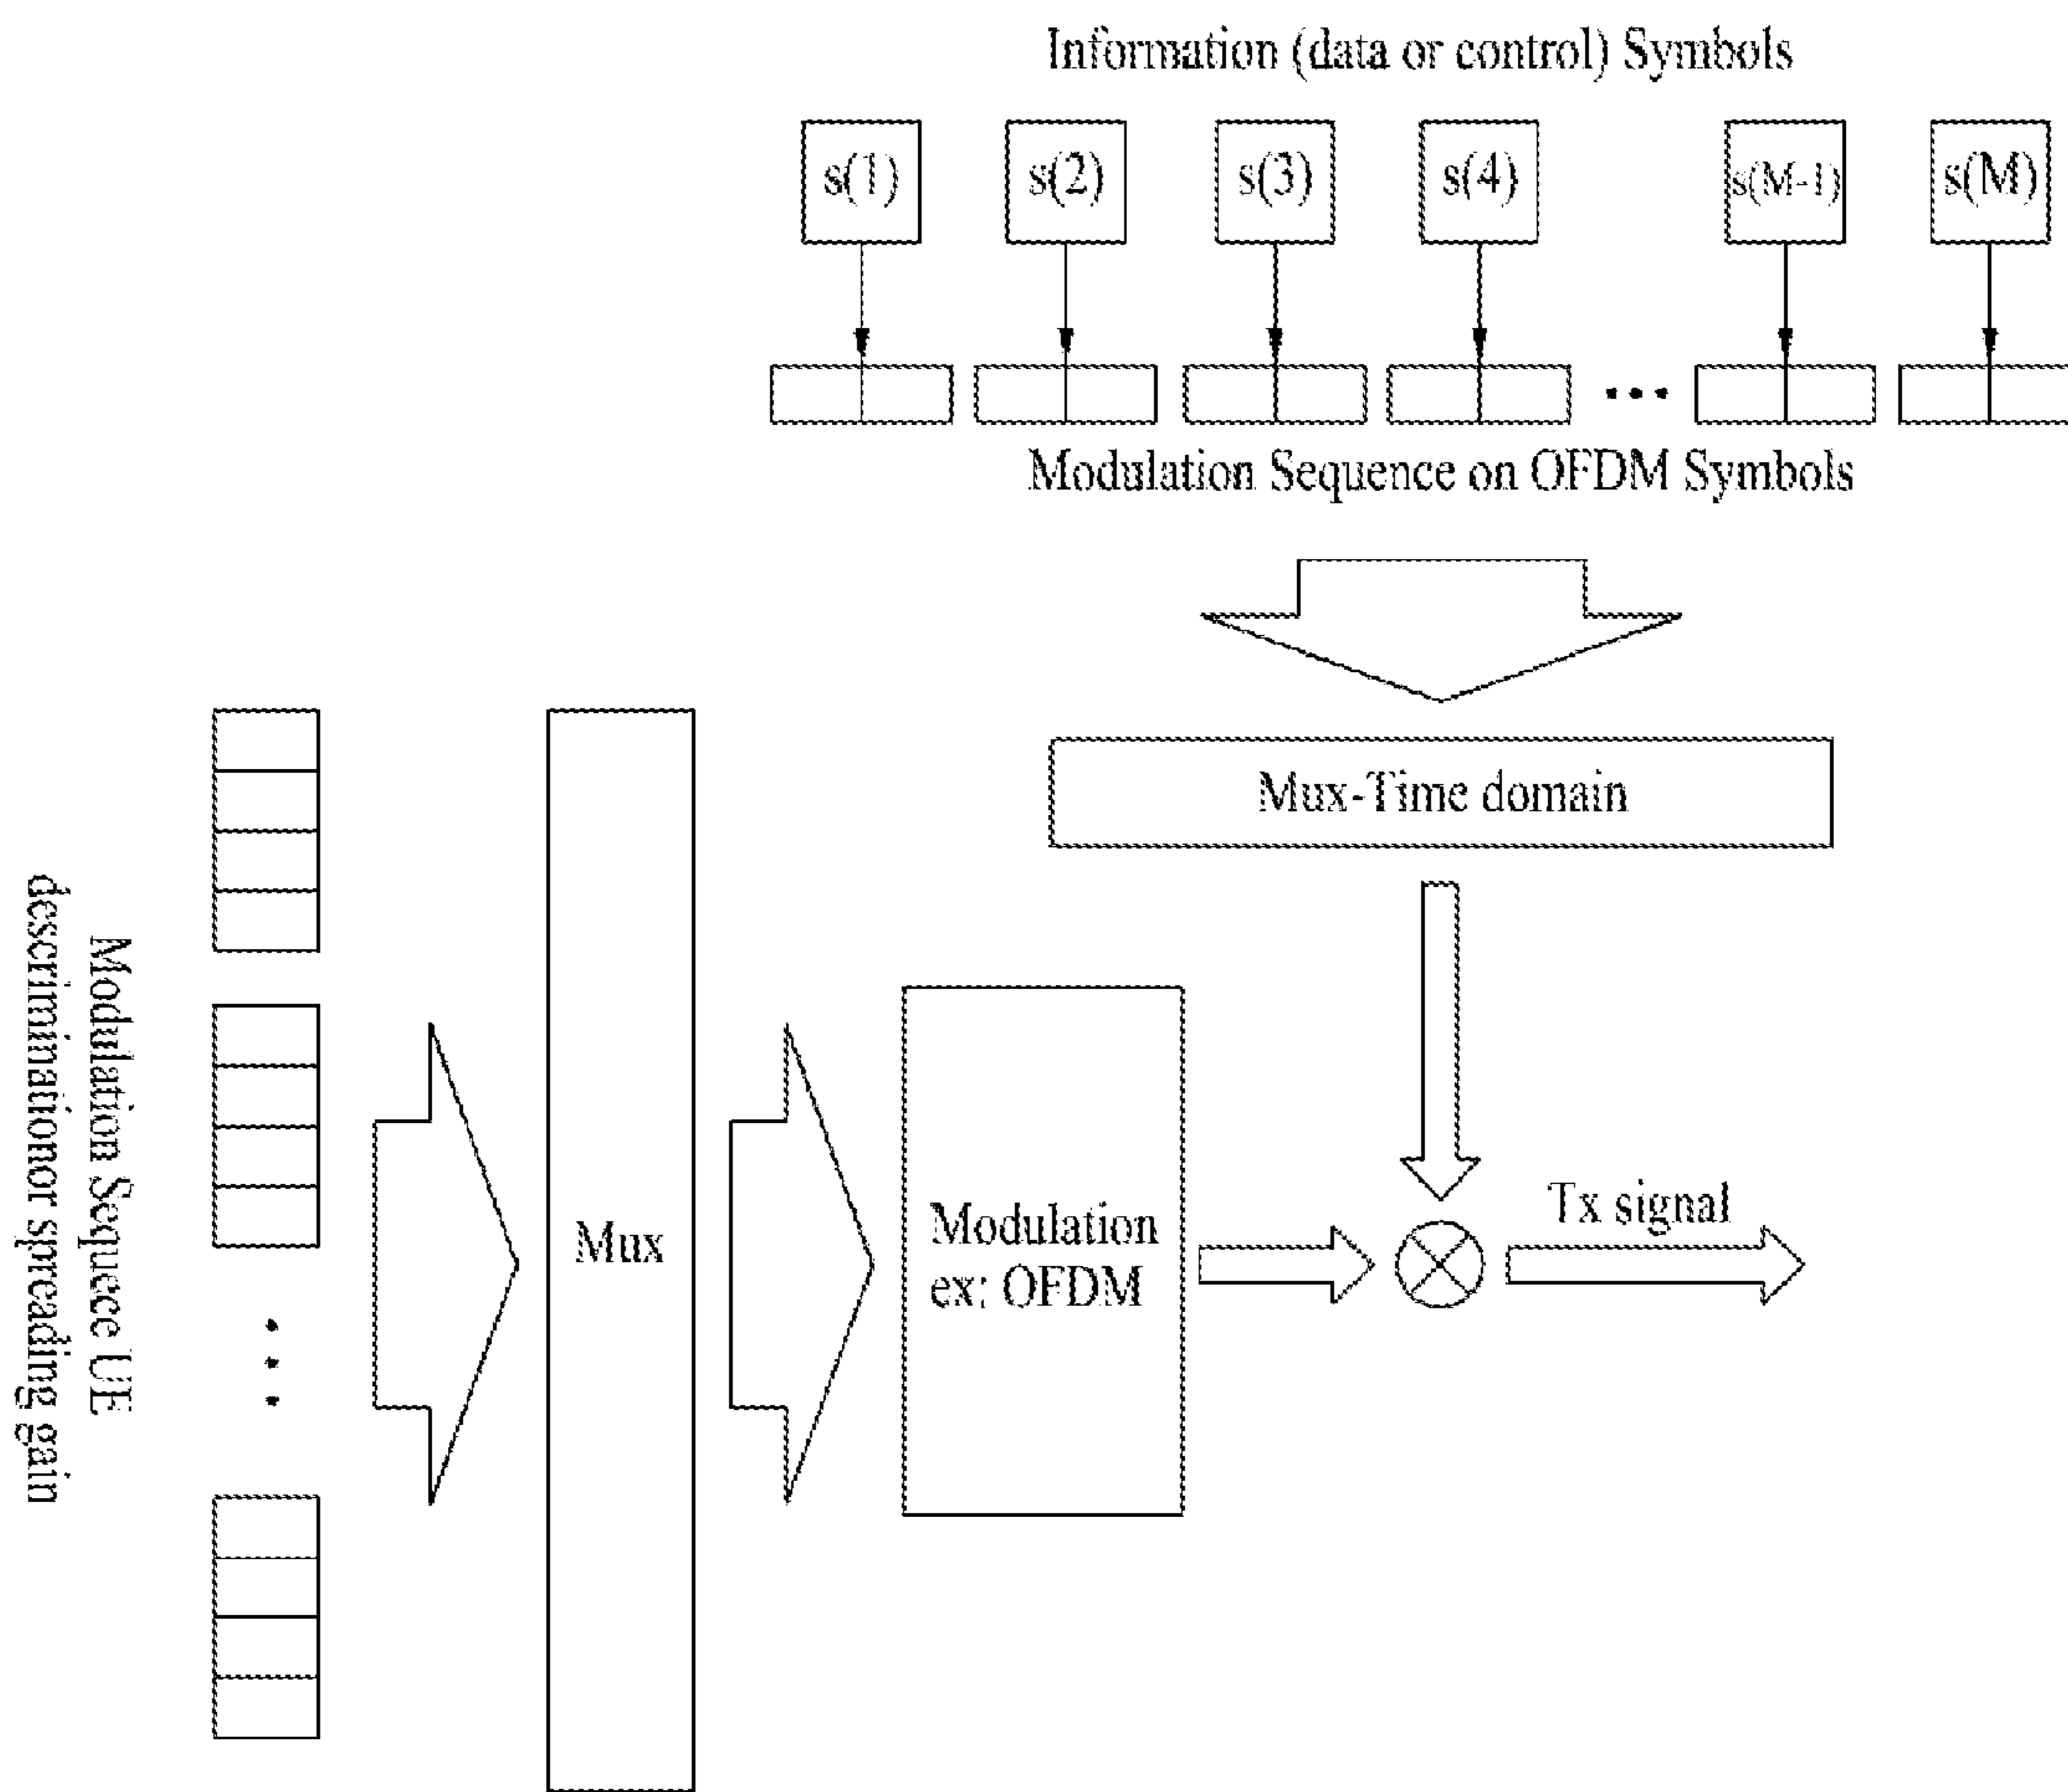 Information (data or control) Symbols
s(1) s(2) s(3) s(4) s(M-1) s(M)
•••
Modulation Sequence on OFDM Symbols
Mux-Time domain
Modulation Sequece UE
descriminationor spreading gain
•••
Mux
Modulation
ex: OFDM
Tx signal